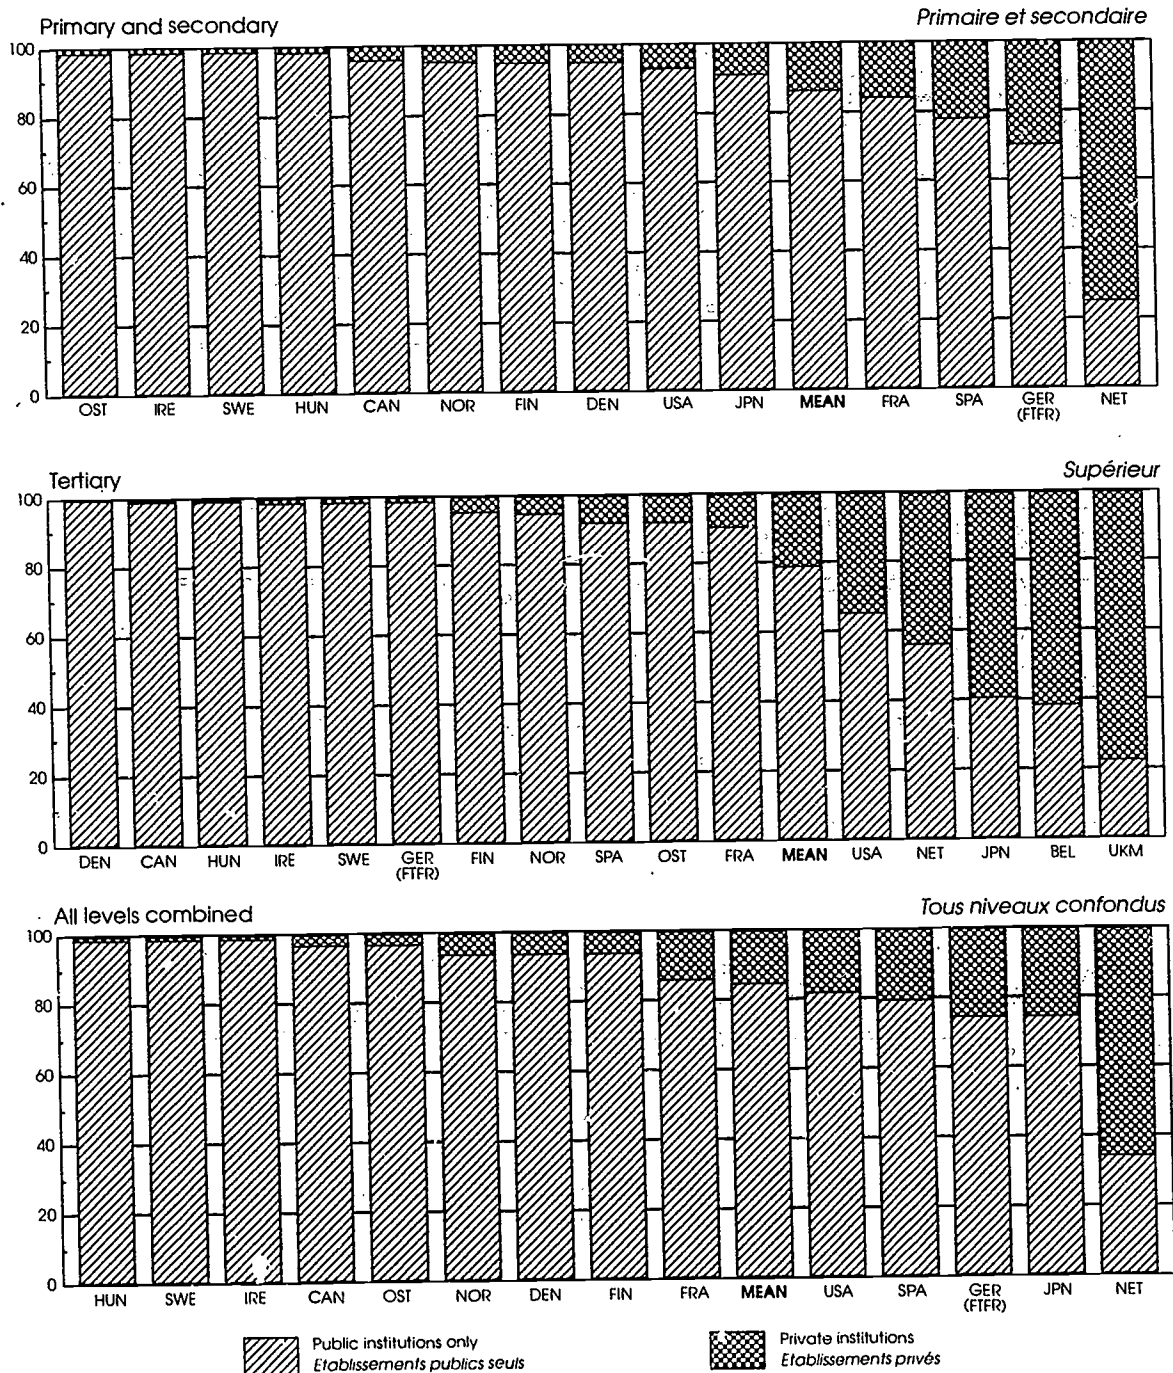 Primary and secondary
Primaire et secondaire
100
80
60
40
20
0
OST IRE SWE HUN CAN NOR FIN DEN USA JPN MEAN FRA SPA GER NET
(FTFR)
Tertiary
Supérieur
100
80
60
40
20
0
DEN CAN HUN IRE SWE GER FIN NOR SPA OST FRA MEAN USA NET JPN BEL UKM
(FTFR)
All levels combined
Tous niveaux confondus
100
80
60
40
20
0
HUN SWE IRE CAN OST NOR DEN FIN FRA MEAN USA SPA GER JPN NET
(FTFR)
Public institutions only
Etablissements publics seuls
Private institutions
Etablissements privés